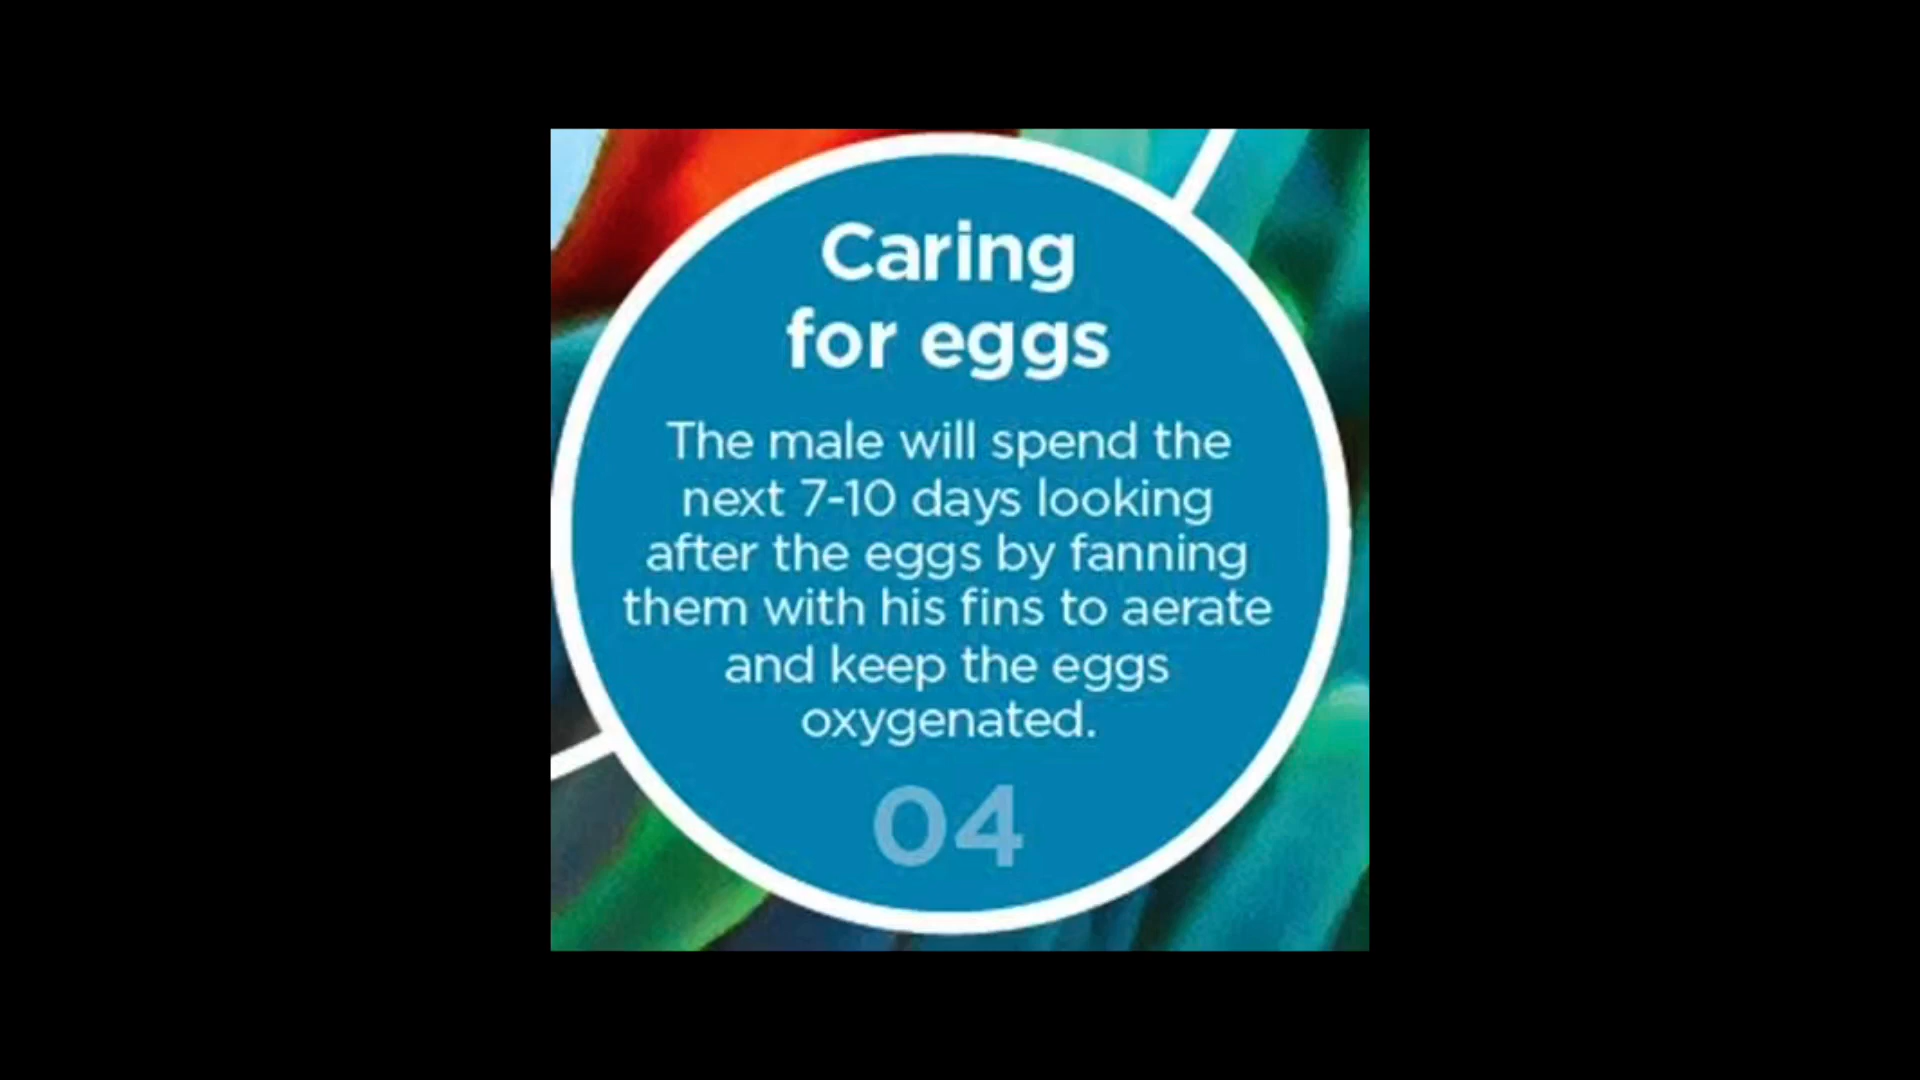 Caring
for eggs
The male will spend the
next 7-10 days looking
after the eggs by fanning
them with his fins to aerate
and keep the eggs
oxygenated.
04